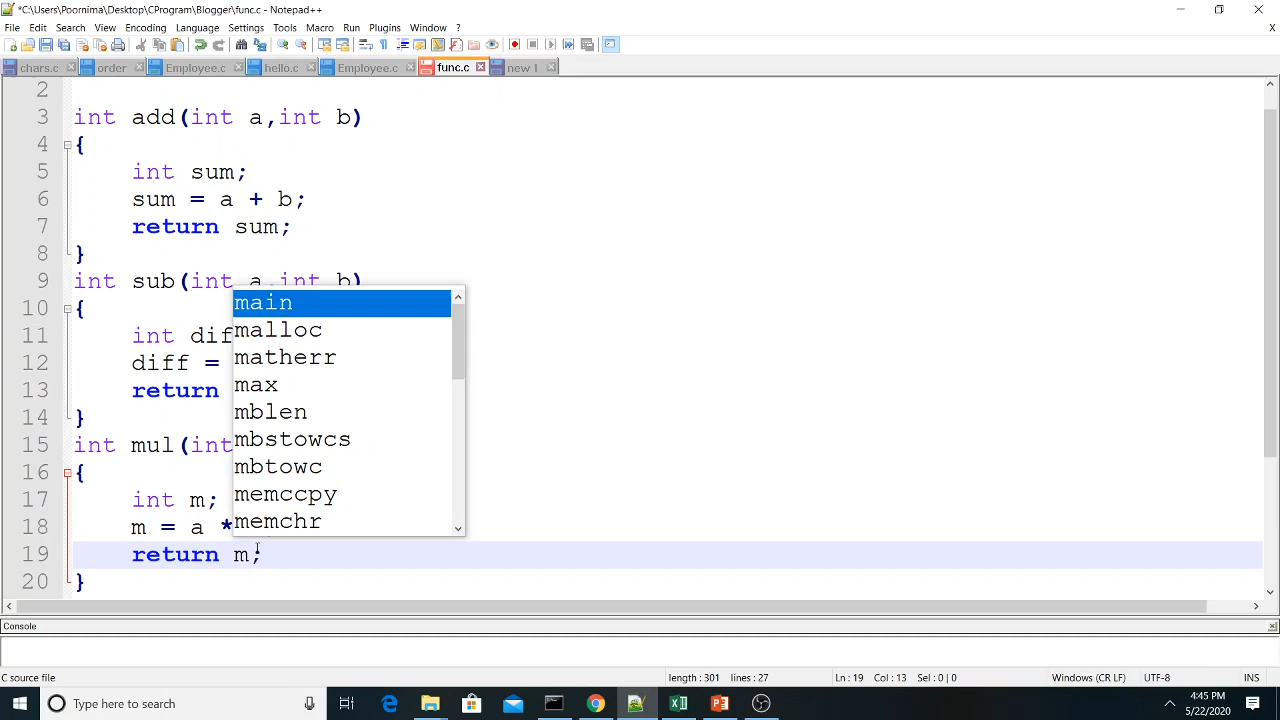 *C:\Users\Poornima\Desktop\CProgram\Blogger\func.c - Notepad++
File Edit Search View Encoding Language Settings Tools Macro Run Plugins Window ? X
chars.c order Employee.c hello.c Employee.c func.c new 1
2
3 int add(int a,int b)
4 {
5 int sum;
6 sum = a + b;
7 return sum;
8 }
9 int sub(int a,int b)
10 {
11 int dif
12 diff =
13 return
14 }
15 int mul(int
16 {
17 int m;
18 m = a *
19 return m;
20 }
main
malloc
matherr
max
mblen
mbstowcs
mbtowc
memccpy
memchr
Console
C source file length : 301 lines : 27 Ln : 19 Col : 13 Sel : 0 | 0 Windows (CR LF) UTF-8 INS
Type here to search
4:45 PM
5/22/2020